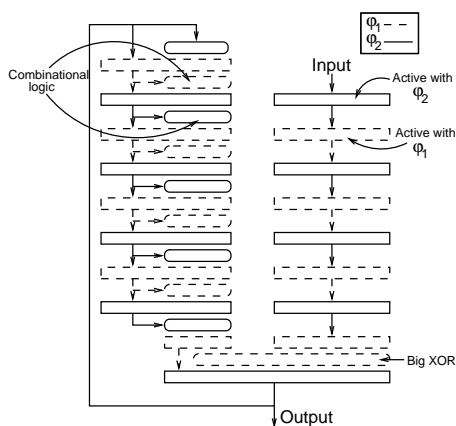 φ1
φ2
Input
Combinational
logic
Active with
φ2
Active with
φ1
Big XOR
Output